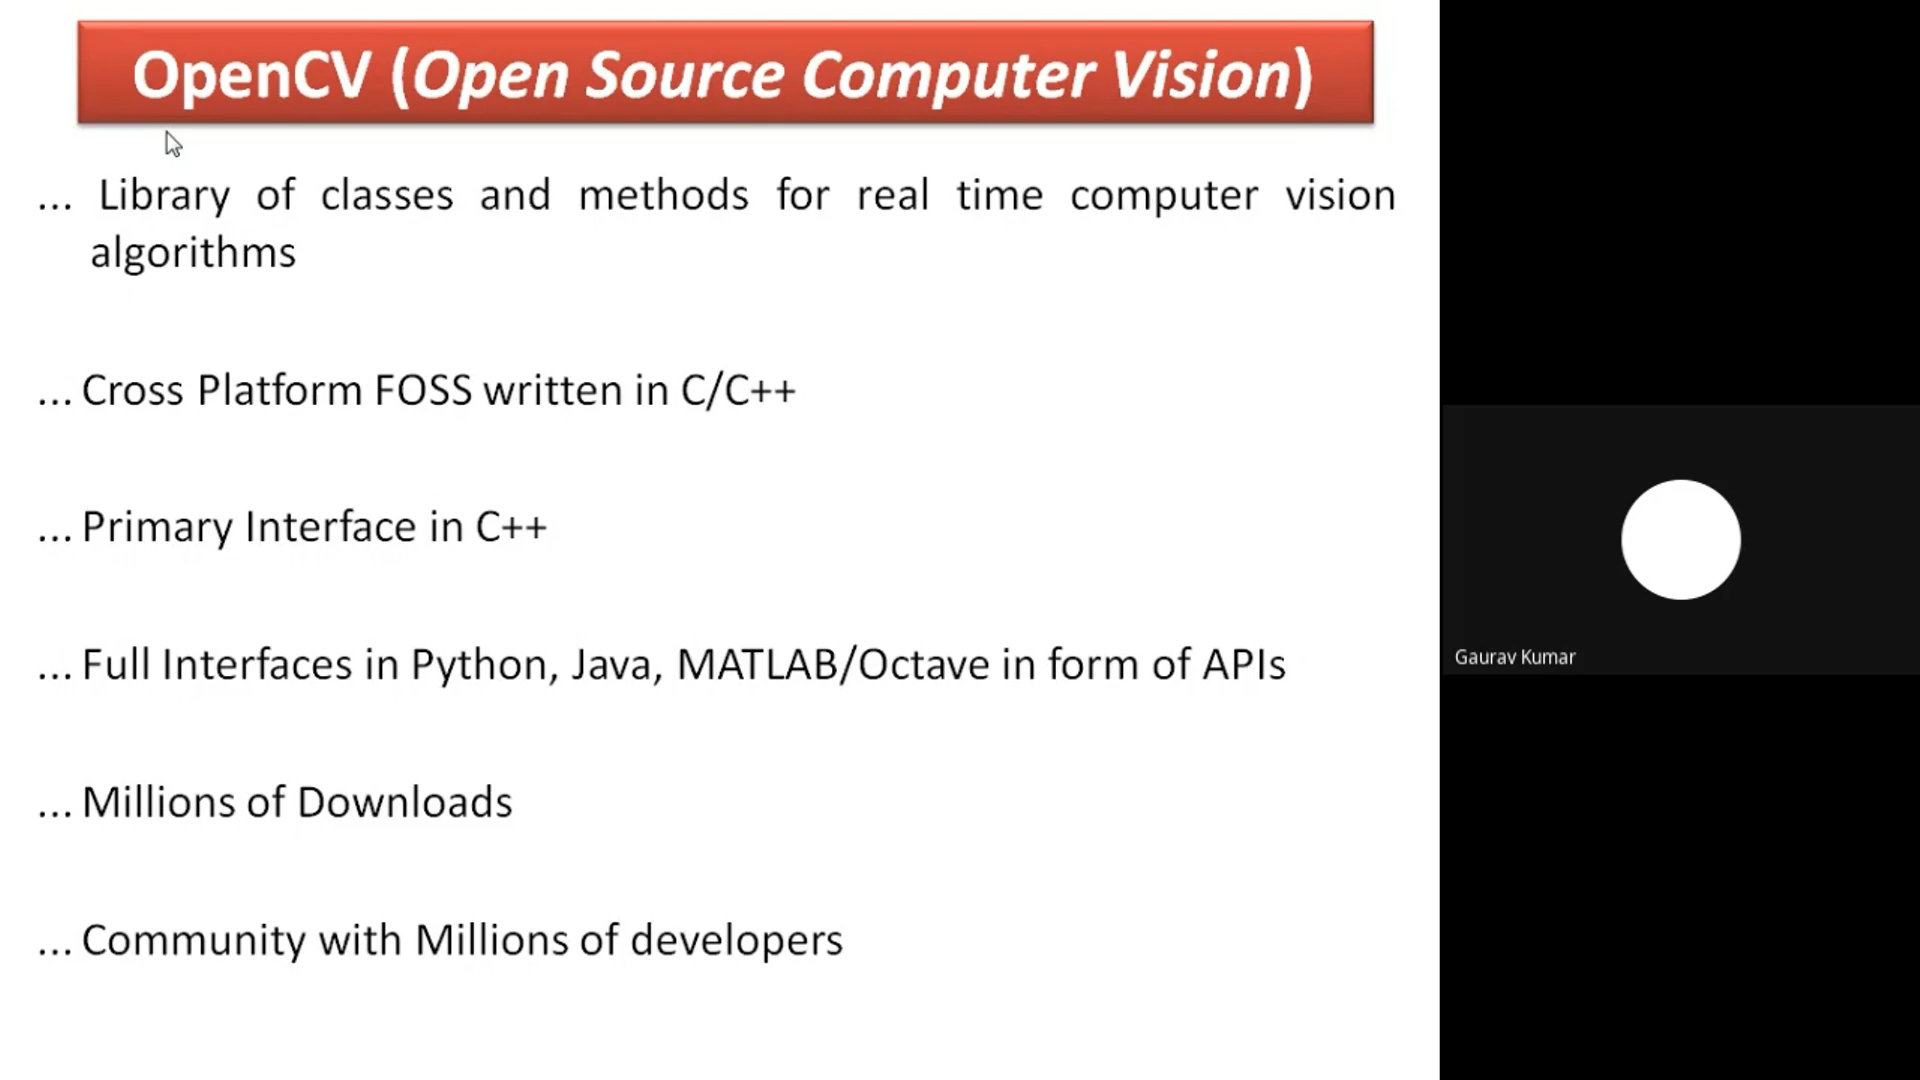 OpenCV (Open Source Computer Vision)
... Library of classes and methods for real time computer vision
algorithms
... Cross Platform FOSS written in C/C++
... Primary Interface in C++
... Full Interfaces in Python, Java, MATLAB/Octave in form of APIs
... Millions of Downloads
... Community with Millions of developers
Gaurav Kumar